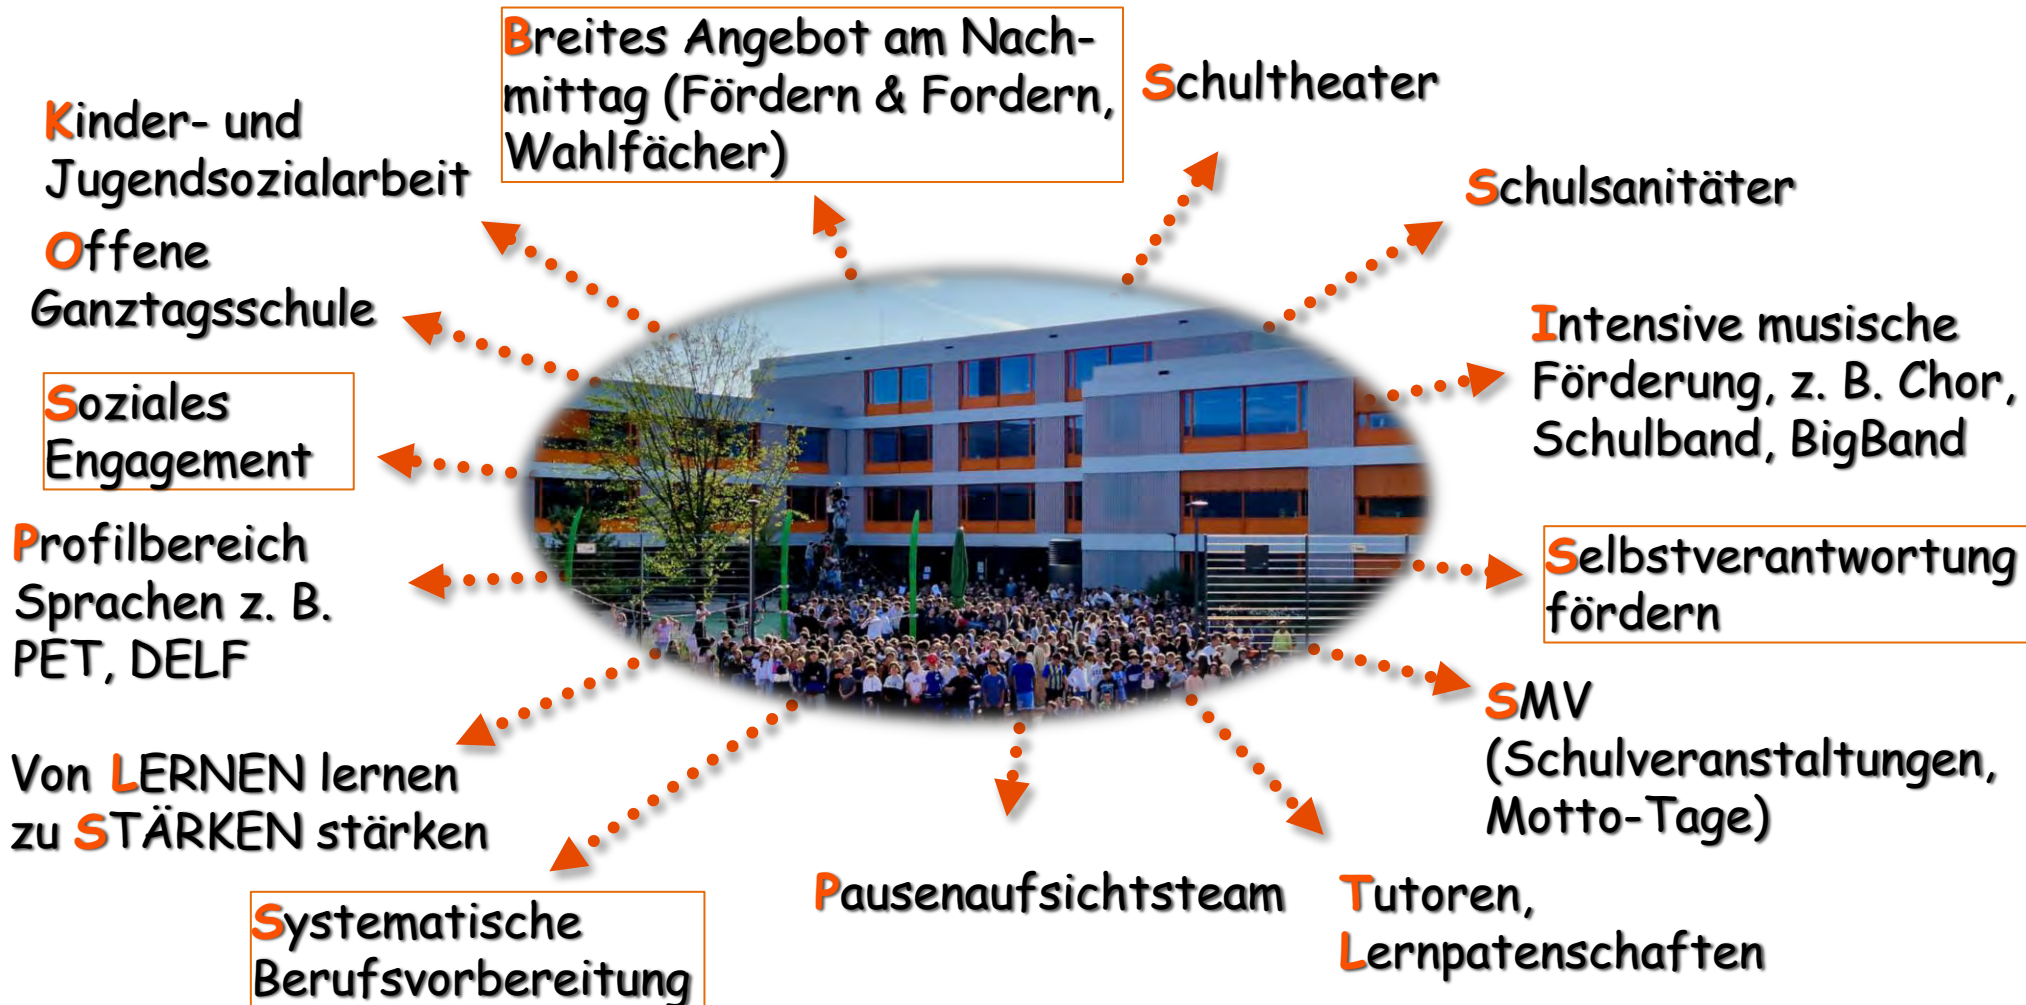 Breites Angebot am Nach-
mittag (Fördern & Fordern,
Wahlfächer)
Schultheater
Schulsanitäter
Intensive musische
Förderung, z. B. Chor,
Schulband, BigBand
Selbstverantwortung
fördern
SMV
(Schulveranstaltungen,
Motto-Tage)
Tutoren,
Lernpatenschaften
Pausenaufsichtsteam
Systematische
Berufsvorbereitung
Von LERNEN lernen
zu STÄRKEN stärken
Profilbereich
Sprachen z. B.
PET, DELF
Soziales
Engagement
Offene
Ganztagsschule
Kinder- und
Jugendsozialarbeit